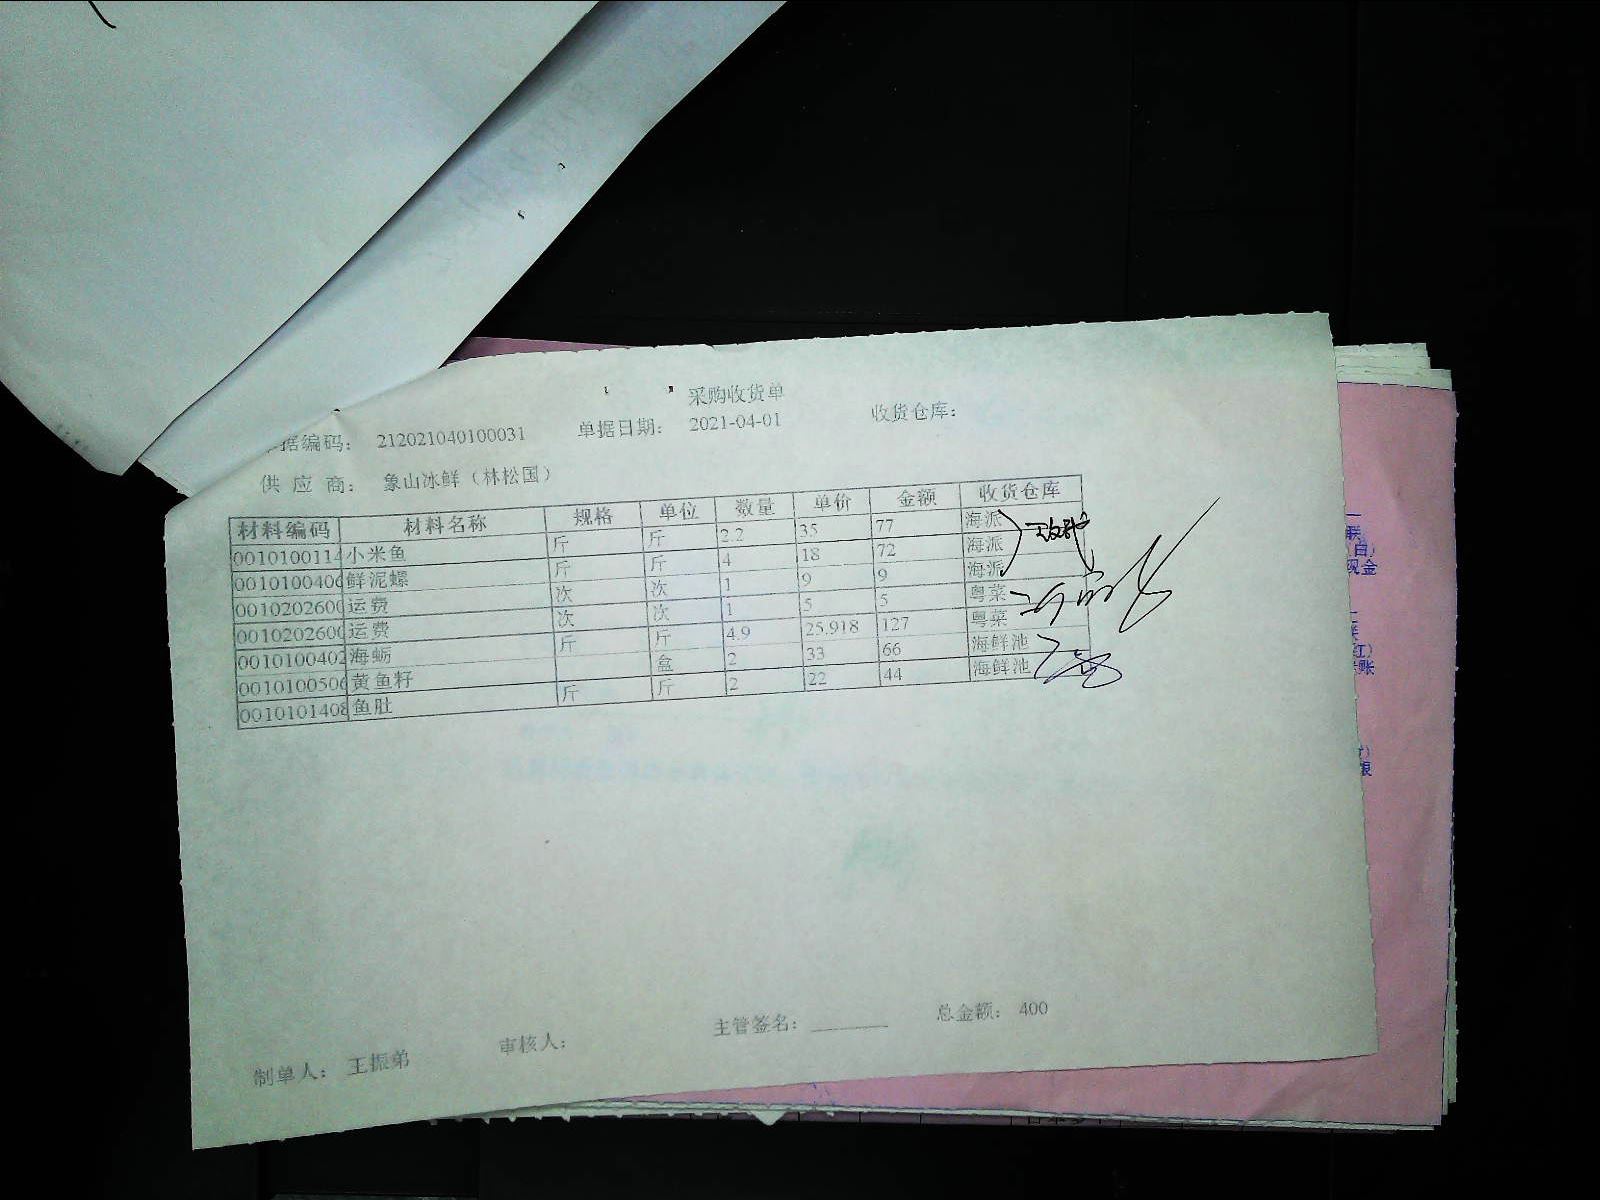 采购收货单
据编码： 212021040100031 单据日期： 2021-04-01 收货仓库：
供应商： 象山冰鲜（林松国）
材料编码 材料名称 规格 单位 数量 单价 金额 收货仓库
0010100114 小米鱼 斤 斤 2.2 35 77 海派
0010100406 鲜泥螺 斤 斤 4 18 72 海派
0010202600 运费 次 次 1 9 9 海派
0010202600 运费 次 次 1 5 5 粤菜
0010100402 海蛎 斤 斤 4.9 25.918 127 粤菜
0010100506 黄鱼籽 盒 2 33 66 海鲜池
0010101408 鱼肚 斤 斤 2 22 44 海鲜池
制单人： 王振弟 审核人： 主管签名： 总金额： 400
联
白）
现金
红）
账